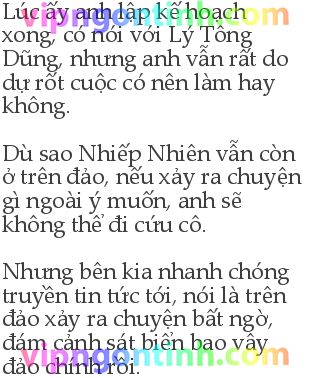 Lúc ấy anh lập kế hoạch
xong, có nói với Lý Tông
Dũng, nhưng anh vẫn rất do
dự rốt cuộc có nên làm hay
không.
Dù sao Nhiếp Nhiên vẫn còn
ở trên đảo, nếu xảy ra chuyện
gì ngoài ý muốn, anh sẽ
không thể đi cứu cô.
Nhưng bên kia nhanh chóng
truyền tin tức tới, nói là trên
đảo xảy ra chuyện bất ngờ,
đám cảnh sát biển bao vây
đảo chính rồi.
vipngontinh.com
vipngontinh.com